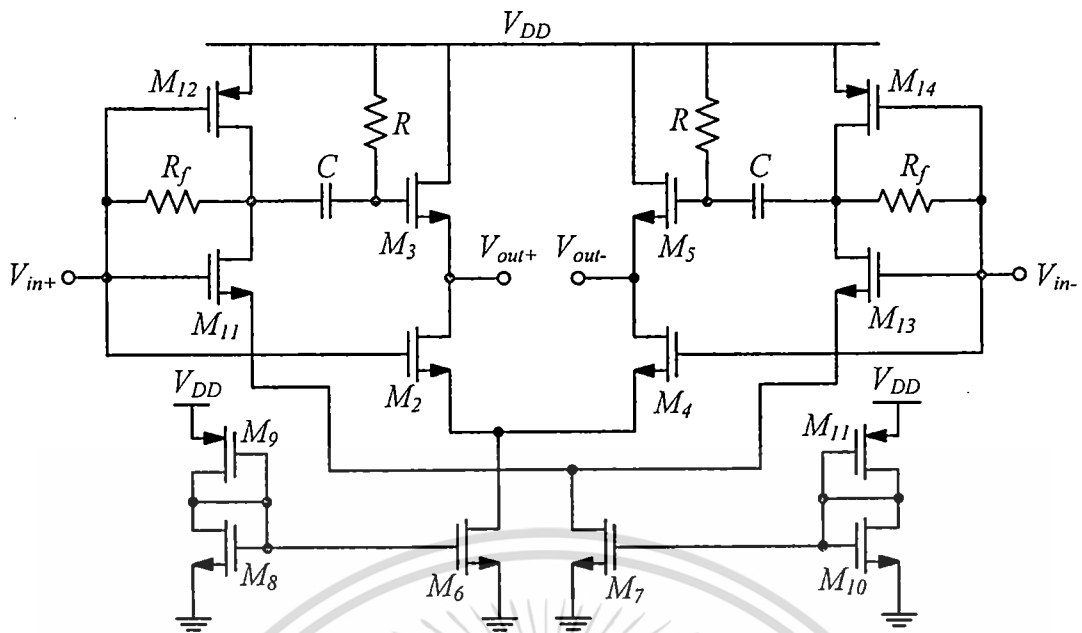 V_DD
M_12
M_14
R
R
R_f
C
C
R_f
M_3
M_5
V_in+
V_out+
V_out-
V_in-
M_11
M_13
M_2
M_4
V_DD
V_DD
M_9
M_11
M_8
M_6
M_7
M_10